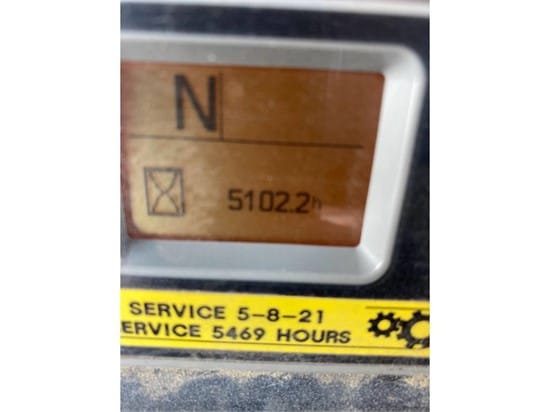 N
5102.2h
SERVICE 5-8-21
ERVICE 5469 HOURS